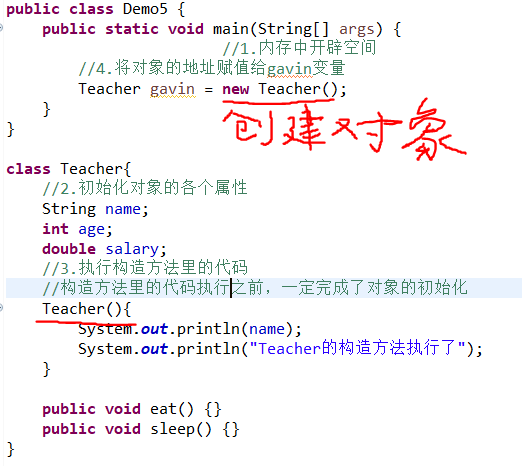 public class Demo5 {
public static void main(String[] args) {
//1.内存中开辟空间
//4.将对象的地址赋值给gavin变量
Teacher gavin = new Teacher();
}
创建对象
}
class Teacher{
//2.初始化对象的各个属性
String name;
int age;
double salary;
//3.执行构造方法里的代码
//构造方法里的代码执行之前，一定完成了对象的初始化
Teacher(){
System.out.println(name);
System.out.println("Teacher的构造方法执行了");
}
public void eat() {}
public void sleep() {}
}